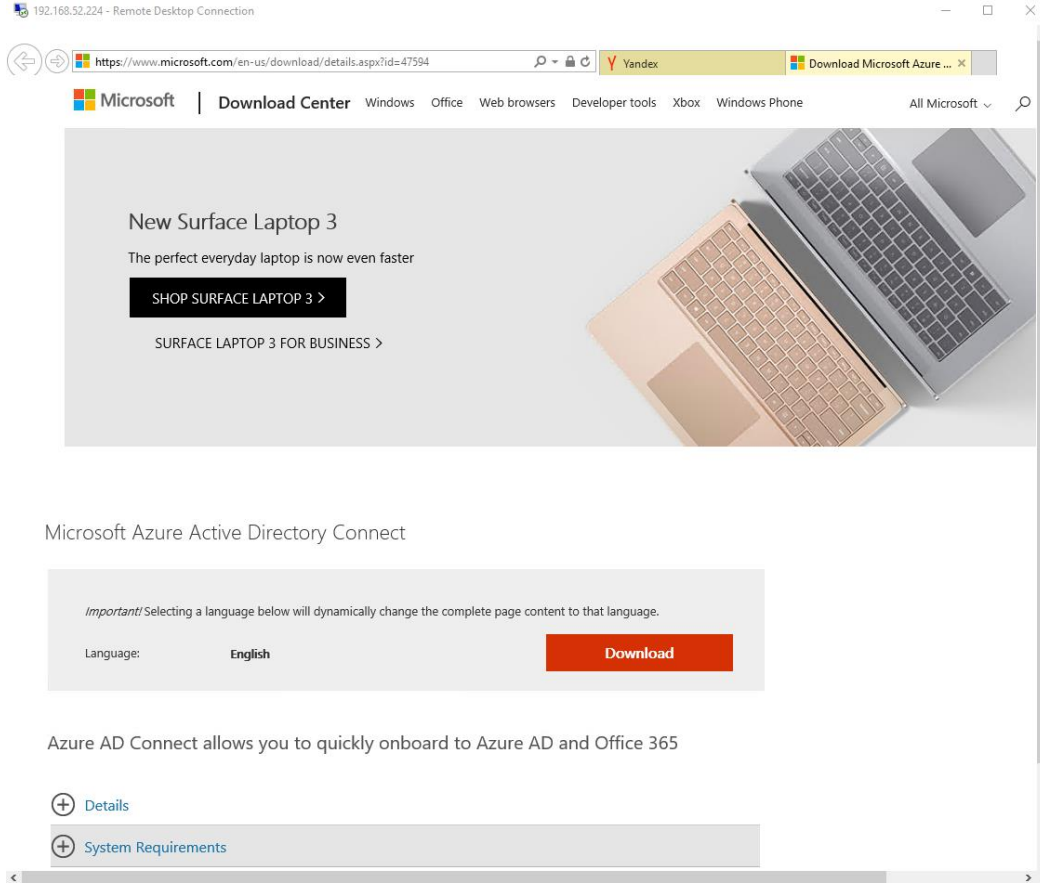 192.168.52.224 - Remote Desktop Connection
https://www.microsoft.com/en-us/download/details.aspx?id=47594
Yandex
Download Microsoft Azure ...
Microsoft
Download Center Windows Office Web browsers Developer tools Xbox Windows Phone
All Microsoft
New Surface Laptop 3
The perfect everyday laptop is now even faster
SHOP SURFACE LAPTOP 3 >
SURFACE LAPTOP 3 FOR BUSINESS >
Microsoft Azure Active Directory Connect
Important! Selecting a language below will dynamically change the complete page content to that language.
Language: English
Download
Azure AD Connect allows you to quickly onboard to Azure AD and Office 365
Details
System Requirements